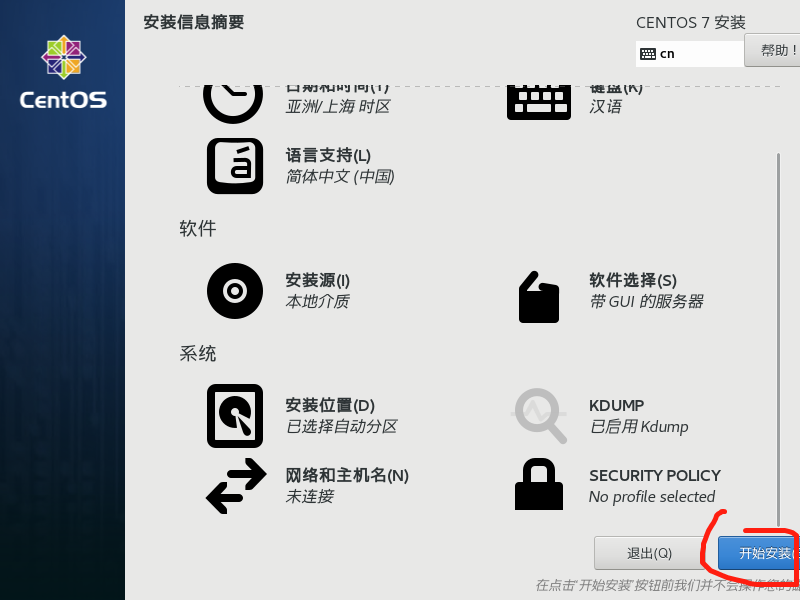 安装信息摘要
CENTOS 7 安装
cn
帮助！
CentOS
日期和时间(T)
亚洲/上海 时区
键盘(K)
汉语
语言支持(L)
简体中文 (中国)
软件
安装源(I)
本地介质
软件选择(S)
带 GUI 的服务器
系统
安装位置(D)
已选择自动分区
KDUMP
已启用 Kdump
网络和主机名(N)
未连接
SECURITY POLICY
No profile selected
退出(Q)
开始安装(
在点击"开始安装"按钮前我们并不会操作您的